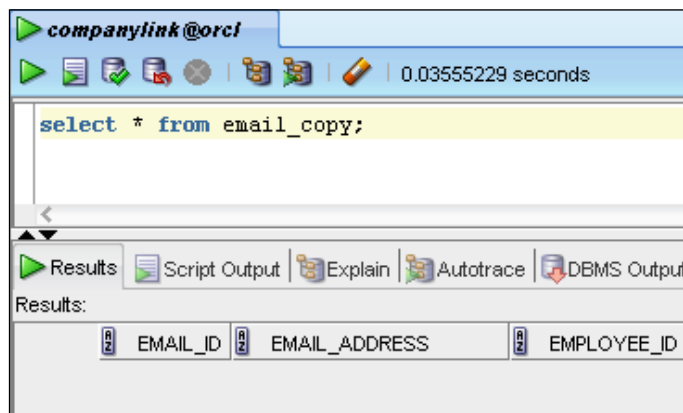 companylink@orcl
0.03555229 seconds
select * from email_copy;
Results Script Output Explain Autotrace DBMS Output
Results:
EMAIL_ID EMAIL_ADDRESS EMPLOYEE_ID